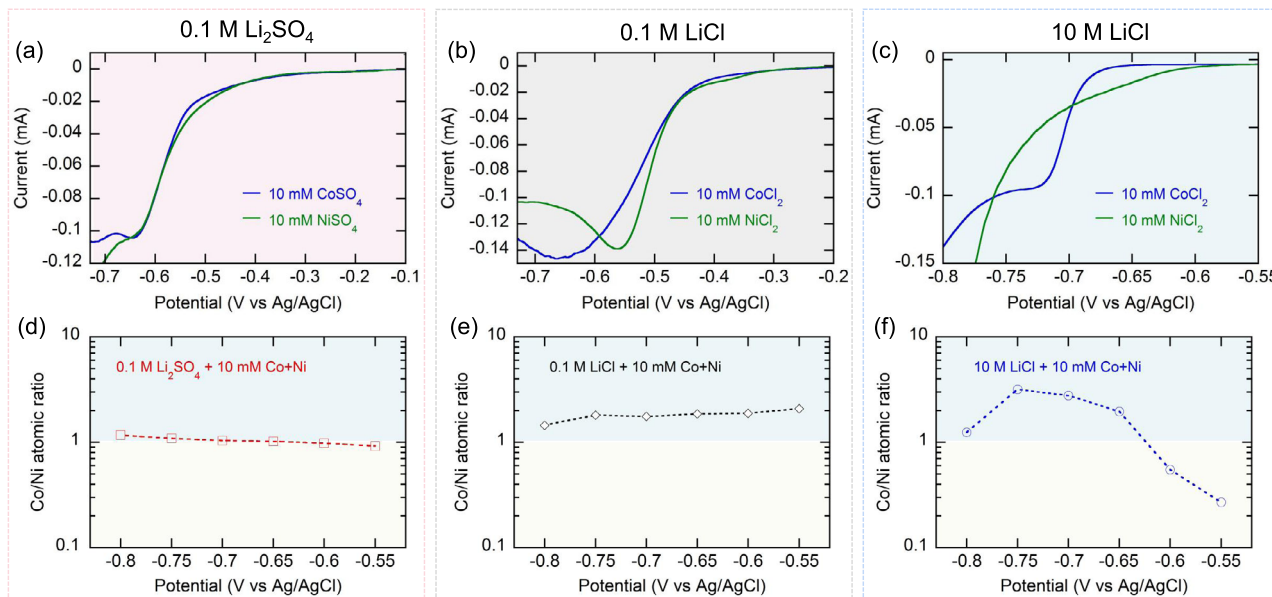 0.1 M Li₂SO₄
0.1 M LiCl
10 M LiCl
(a)
0
-0.02
-0.04
-0.06
-0.08
-0.1
-0.12
Current (mA)
10 mM CoSO₄
10 mM NiSO₄
-0.7 -0.6 -0.5 -0.4 -0.3 -0.2 -0.1
Potential (V vs Ag/AgCl)
(b)
0
-0.02
-0.04
-0.06
-0.08
-0.1
-0.12
-0.14
Current (mA)
10 mM CoCl₂
10 mM NiCl₂
-0.7 -0.6 -0.5 -0.4 -0.3 -0.2
Potential (V vs Ag/AgCl)
(c)
0
-0.05
-0.1
-0.15
Current (mA)
10 mM CoCl₂
10 mM NiCl₂
-0.8 -0.75 -0.7 -0.65 -0.6 -0.55
Potential (V vs Ag/AgCl)
(d)
10
1
0.1
Co/Ni atomic ratio
0.1 M Li₂SO₄ + 10 mM Co+Ni
-0.8 -0.75 -0.7 -0.65 -0.6 -0.55
Potential (V vs Ag/AgCl)
(e)
10
1
0.1
Co/Ni atomic ratio
0.1 M LiCl + 10 mM Co+Ni
-0.8 -0.75 -0.7 -0.65 -0.6 -0.55
Potential (V vs Ag/AgCl)
(f)
10
1
0.1
Co/Ni atomic ratio
10 M LiCl + 10 mM Co+Ni
-0.8 -0.75 -0.7 -0.65 -0.6 -0.55
Potential (V vs Ag/AgCl)